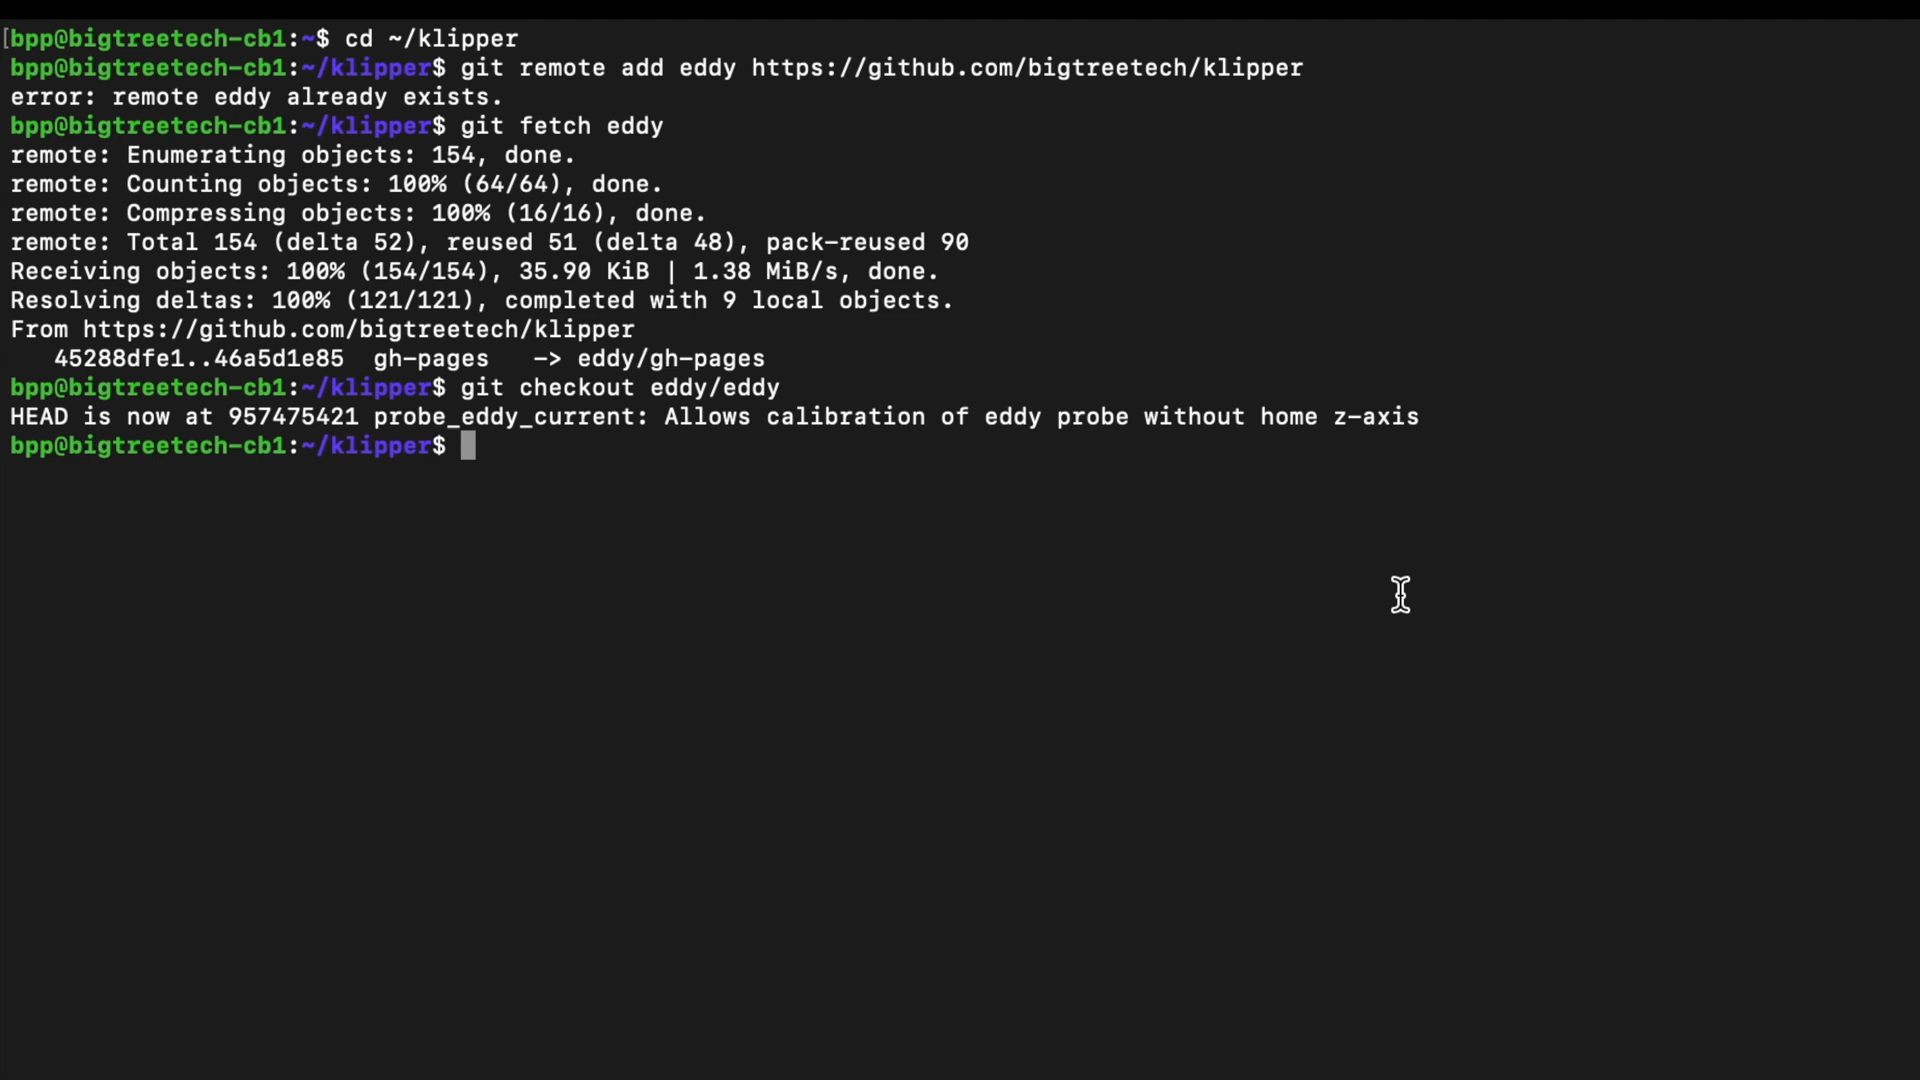 [bpp@bigtreetech-cb1:~$ cd ~/klipper
bpp@bigtreetech-cb1:~/klipper$ git remote add eddy https://github.com/bigtreetech/klipper
error: remote eddy already exists.
bpp@bigtreetech-cb1:~/klipper$ git fetch eddy
remote: Enumerating objects: 154, done.
remote: Counting objects: 100% (64/64), done.
remote: Compressing objects: 100% (16/16), done.
remote: Total 154 (delta 52), reused 51 (delta 48), pack-reused 90
Receiving objects: 100% (154/154), 35.90 KiB | 1.38 MiB/s, done.
Resolving deltas: 100% (121/121), completed with 9 local objects.
From https://github.com/bigtreetech/klipper
   45288dfe1..46a5d1e85  gh-pages   -> eddy/gh-pages
bpp@bigtreetech-cb1:~/klipper$ git checkout eddy/eddy
HEAD is now at 957475421 probe_eddy_current: Allows calibration of eddy probe without home z-axis
bpp@bigtreetech-cb1:~/klipper$